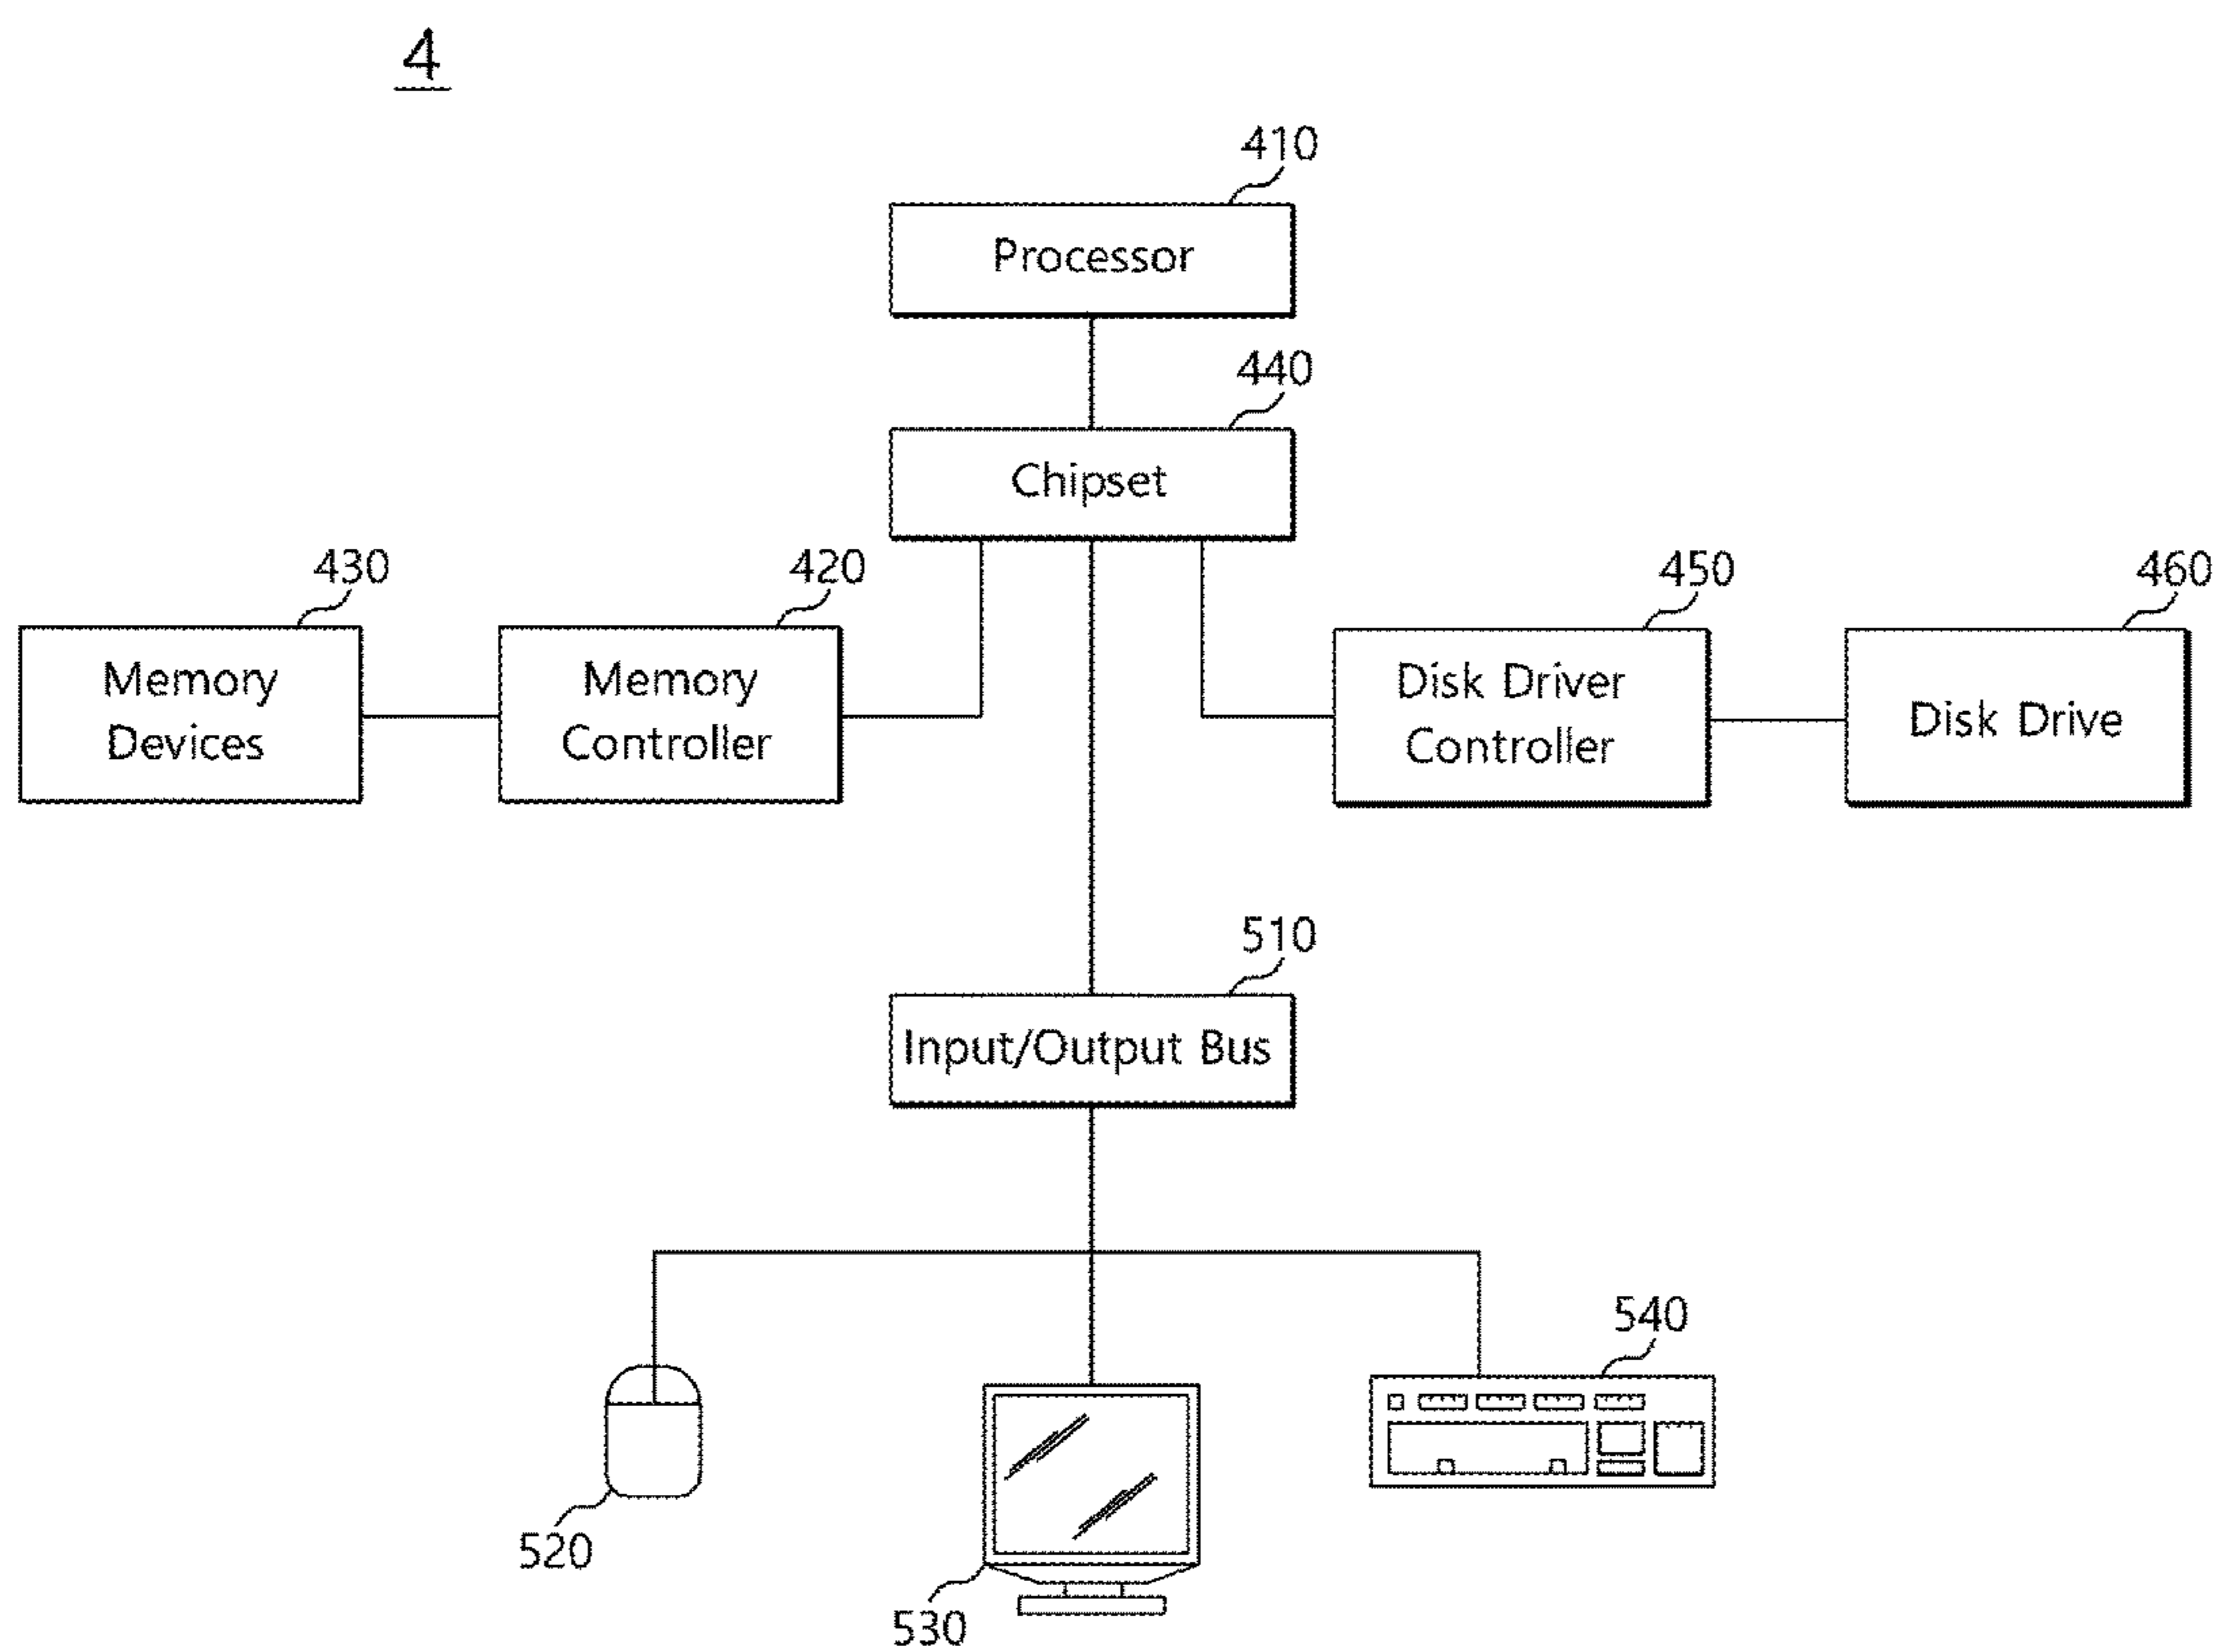 4
410
Processor
440
Chipset
430
420
450
460
Memory
Devices
Memory
Controller
Disk Driver
Controller
Disk Drive
510
Input/Output Bus
540
520
530